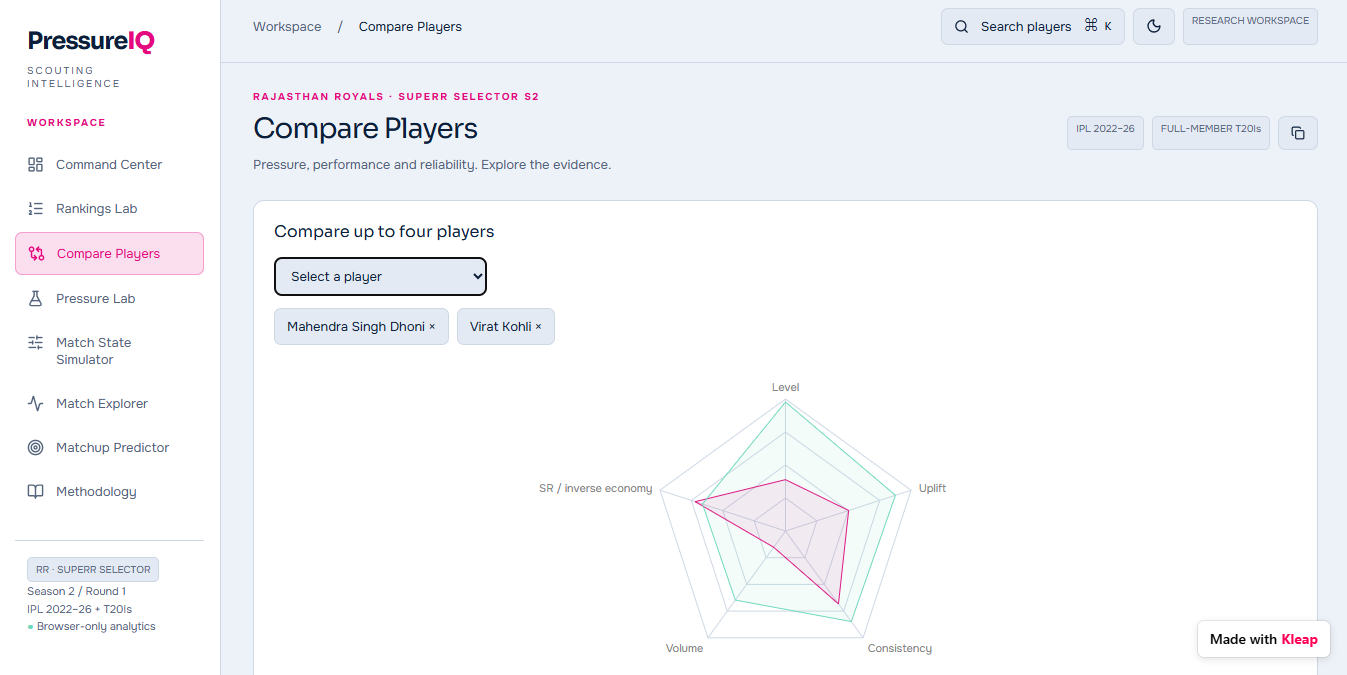 PressureIQ
SCOUTING
INTELLIGENCE
WORKSPACE
Command Center
Rankings Lab
Compare Players
Pressure Lab
Match State
Simulator
Match Explorer
Matchup Predictor
Methodology
RR · SUPERR SELECTOR
Season 2 / Round 1
IPL 2022–26 + T20Is
Browser-only analytics
Workspace / Compare Players
Search players ⌘ K
RESEARCH WORKSPACE
RAJASTHAN ROYALS · SUPERR SELECTOR S2
Compare Players
IPL 2022–26
FULL-MEMBER T20Is
Pressure, performance and reliability. Explore the evidence.
Compare up to four players
Select a player
Mahendra Singh Dhoni ×
Virat Kohli ×
Level
SR / inverse economy
Uplift
Volume
Consistency
Made with Kleap